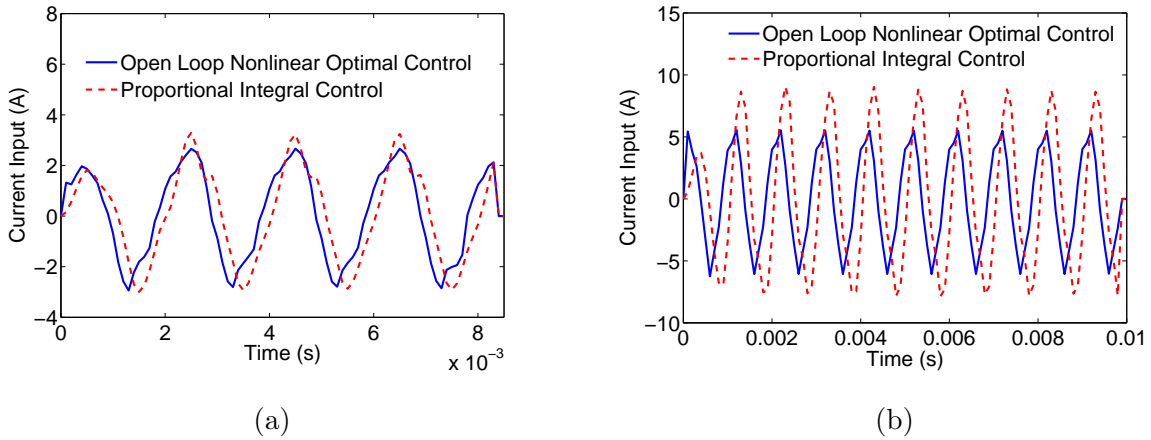 8
6
4
2
0
−2
−4
Current Input (A)
Open Loop Nonlinear Optimal Control
Proportional Integral Control
0 2 4 6 8
Time (s)
x 10⁻³
(a)
15
10
5
0
−5
−10
Current Input (A)
Open Loop Nonlinear Optimal Control
Proportional Integral Control
0 0.002 0.004 0.006 0.008 0.01
Time (s)
(b)